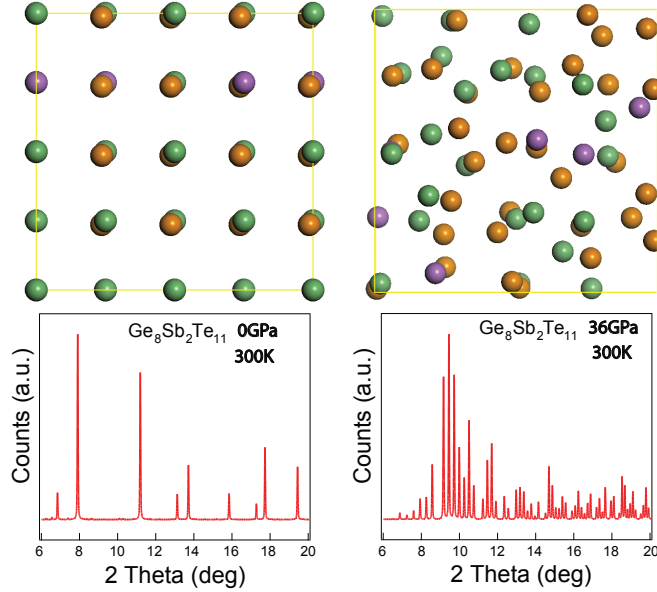 Ge₈Sb₂Te₁₁ 0GPa
300K
Counts (a.u.)
6 8 10 12 14 16 18 20
2 Theta (deg)
Ge₈Sb₂Te₁₁ 36GPa
300K
Counts (a.u.)
6 8 10 12 14 16 18 20
2 Theta (deg)